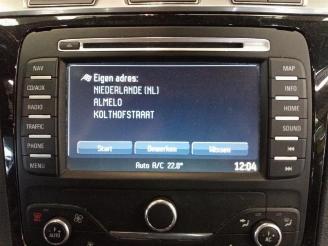 NAV
MAP
CD/AUX
INFO
RADIO
HOME
TRAFFIC
SOUND
PHONE
MENU
Eigen adres:
NIEDERLANDE (NL)
ALMELO
KOLTHOFSTRAAT
Start Bewerken Wissen
Auto A/C 22.0° 12:04
AUTO
A/C